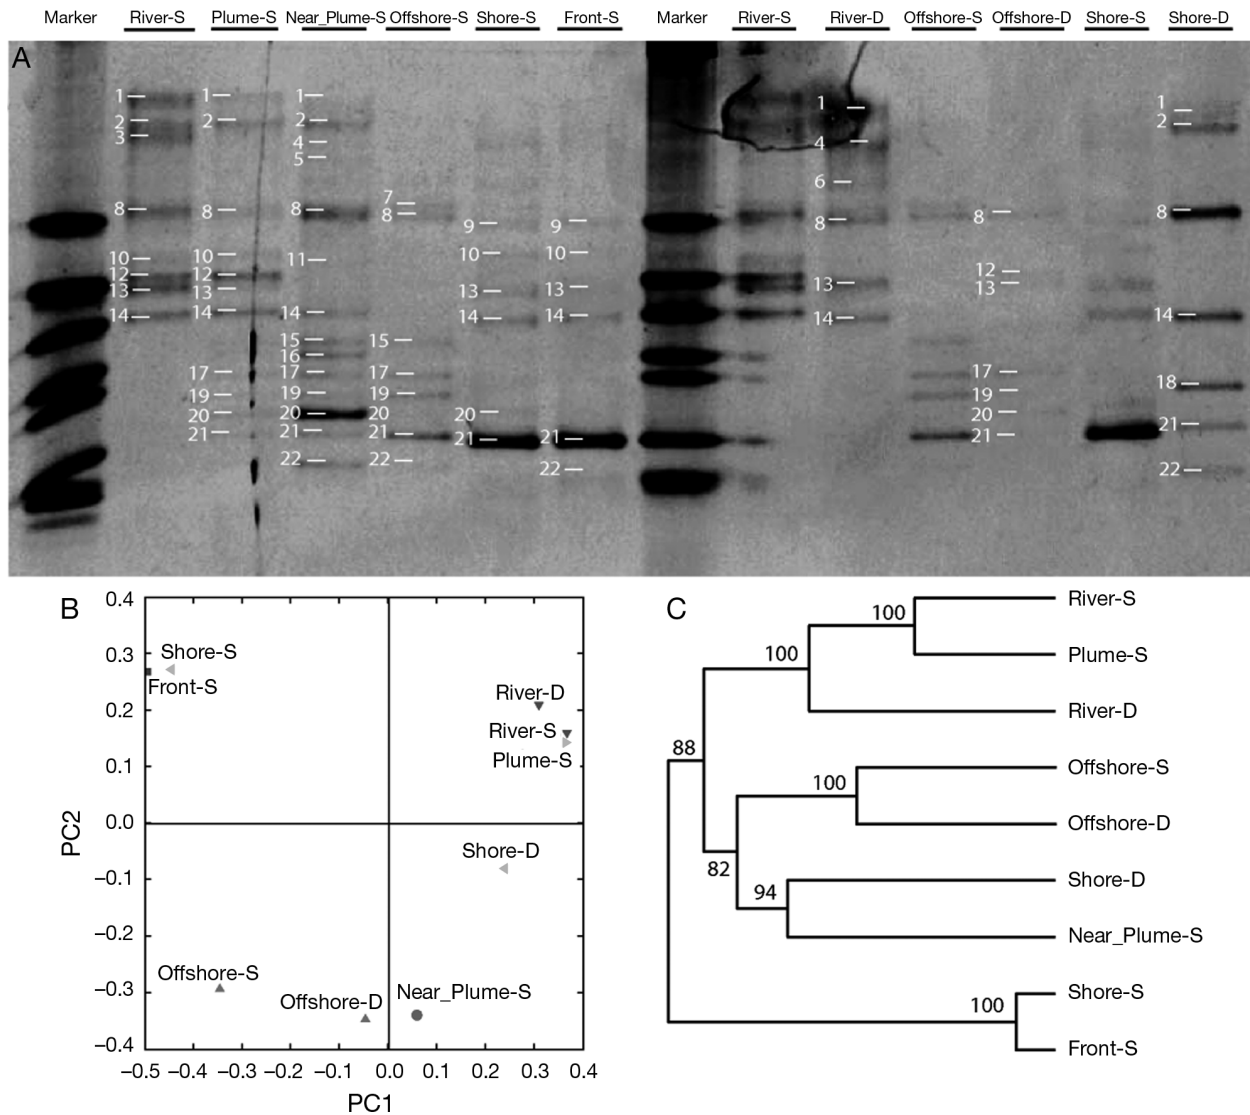 Marker River-S Plume-S Near_Plume-S Offshore-S Shore-S Front-S Marker River-S River-D Offshore-S Offshore-D Shore-S Shore-D
A
1 1 1 1 1
2 2 2 2
3 4 4
5
6
7
8 8 8 8 8 8 8
9 9
10 10 11 10 10
12 12 12
13 13 13 13 13 13
14 14 14 14 14 14 14
15 15
16
17 17 17 17
18
19 19 19 19
20 20 20 20 20
21 21 21 21 21 21 21
22 22 22 22
B
0.4
0.3
0.2
0.1
0.0
−0.1
−0.2
−0.3
−0.4
PC2
Shore-S
Front-S
River-D
River-S
Plume-S
Shore-D
Offshore-S
Offshore-D
Near_Plume-S
−0.5 −0.4 −0.3 −0.2 −0.1 0.0 0.1 0.2 0.3 0.4
PC1
C
100
100
88
100
82
94
100
River-S
Plume-S
River-D
Offshore-S
Offshore-D
Shore-D
Near_Plume-S
Shore-S
Front-S